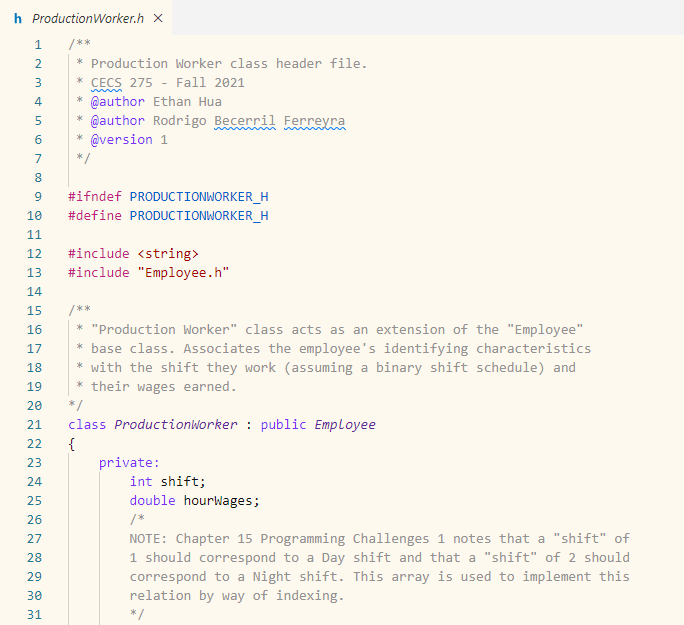 h ProductionWorker.h ×
1 /**
2  * Production Worker class header file.
3  * CECS 275 - Fall 2021
4  * @author Ethan Hua
5  * @author Rodrigo Becerril Ferreyra
6  * @version 1
7  */
8
9 #ifndef PRODUCTIONWORKER_H
10 #define PRODUCTIONWORKER_H
11
12 #include <string>
13 #include "Employee.h"
14
15 /**
16  * "Production Worker" class acts as an extension of the "Employee"
17  * base class. Associates the employee's identifying characteristics
18  * with the shift they work (assuming a binary shift schedule) and
19  * their wages earned.
20 */
21 class ProductionWorker : public Employee
22 {
23     private:
24         int shift;
25         double hourWages;
26         /*
27         NOTE: Chapter 15 Programming Challenges 1 notes that a "shift" of
28         1 should correspond to a Day shift and that a "shift" of 2 should
29         correspond to a Night shift. This array is used to implement this
30         relation by way of indexing.
31         */